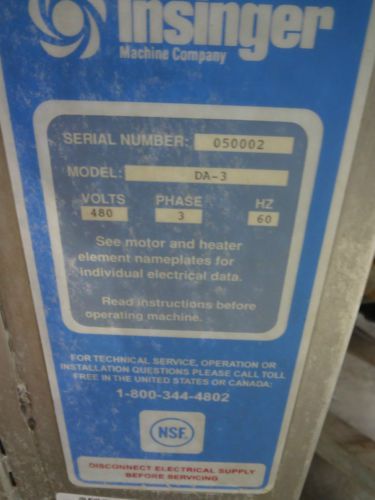 Insinger
Machine Company
SERIAL NUMBER: 050002
MODEL: DA-3
VOLTS PHASE HZ
480 3 60
See motor and heater
element nameplates for
individual electrical data.
Read instructions before
operating machine.
FOR TECHNICAL SERVICE, OPERATION OR
INSTALLATION QUESTIONS PLEASE CALL TOLL
FREE IN THE UNITED STATES OR CANADA:
1-800-344-4802
NSF
DISCONNECT ELECTRICAL SUPPLY
BEFORE SERVICING